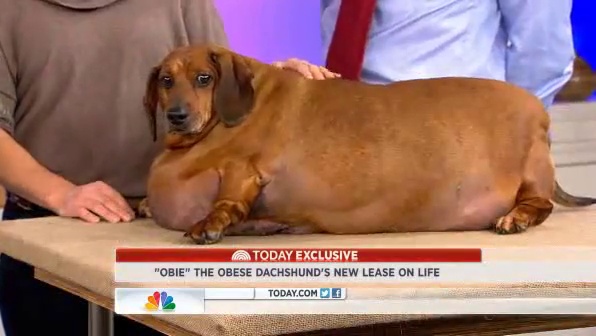 TODAY EXCLUSIVE
"OBIE" THE OBESE DACHSHUND'S NEW LEASE ON LIFE
TODAY.COM